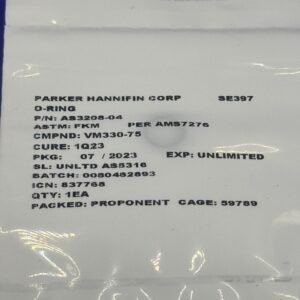 PARKER HANNIFIN CORP SE397
O-RING
P/N: AS3208-04
ASTM: FKM PER AMS7276
CMPND: VM330-75
CURE: 1Q23
PKG: 07 / 2023 EXP: UNLIMITED
SL: UNLTD AS5316
BATCH: 0080482893
ICN: 837768
QTY: 1EA
PACKED: PROPONENT CAGE: 59789